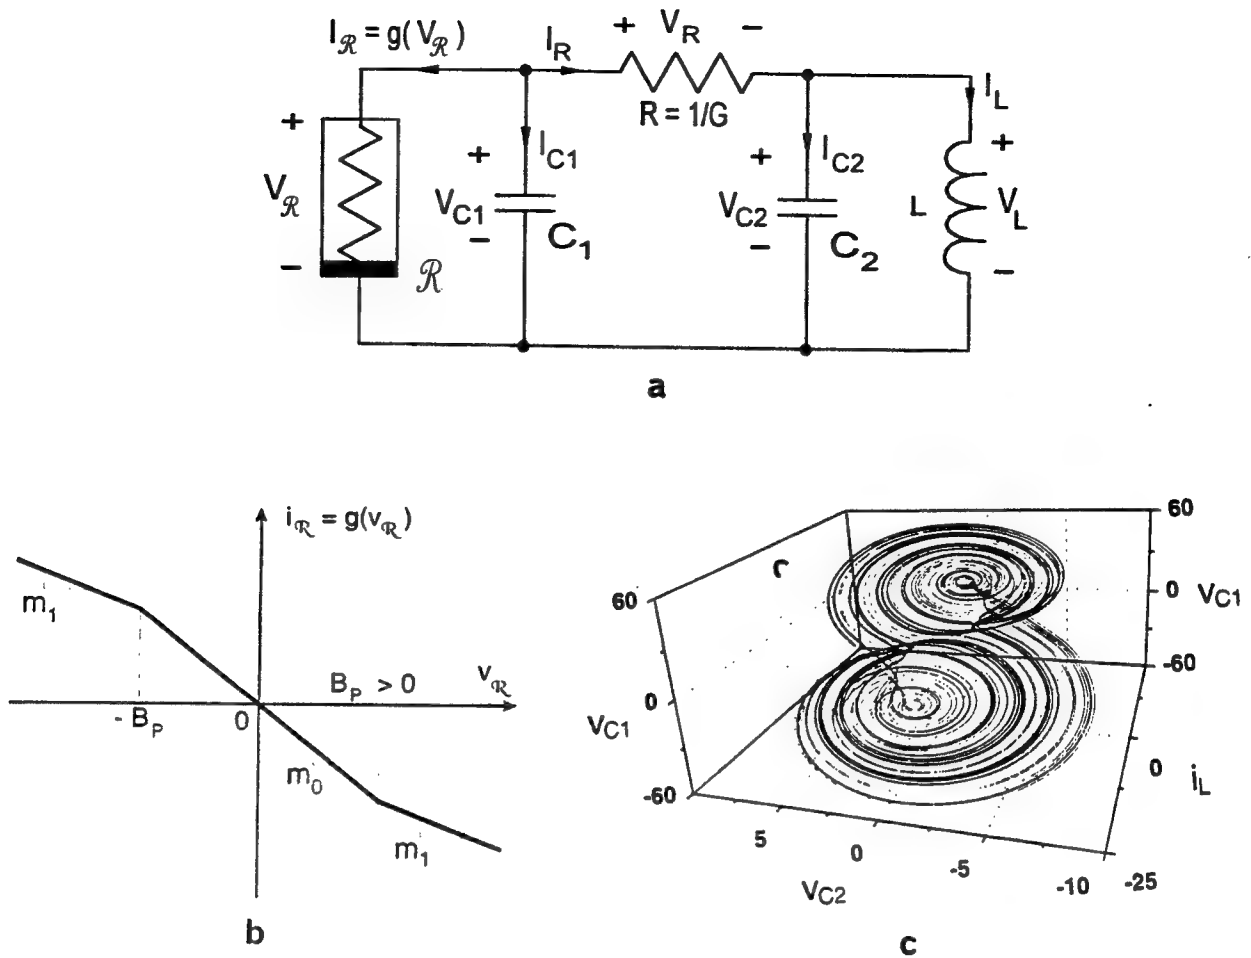 I_ℛ = g(V_ℛ)
I_R
+ V_R −
R = 1/G
I_L
+
V_ℛ
−
ℛ
+
V_C1
−
I_C1
C_1
+
V_C2
−
I_C2
C_2
L
+
V_L
−
a
i_ℛ = g(v_ℛ)
m_1
B_P > 0
v_ℛ
- B_P
0
m_0
m_1
b
60
0
-60
V_C1
60
0
-60
V_C1
5
0
-5
-10
V_C2
-25
0
i_L
c